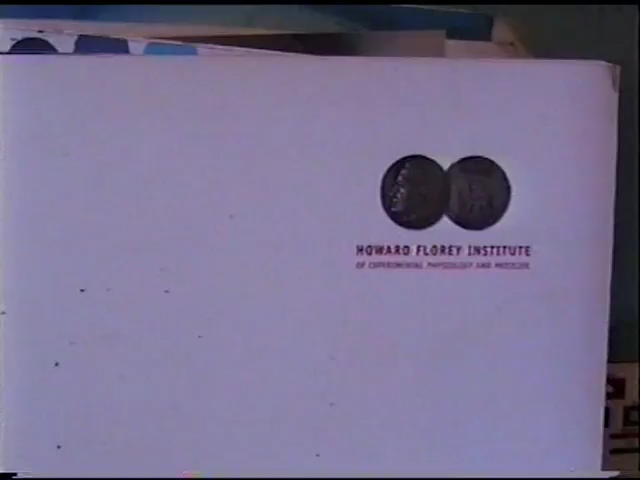 HOWARD FLOREY INSTITUTE
OF EXPERIMENTAL PHYSIOLOGY AND MEDICINE